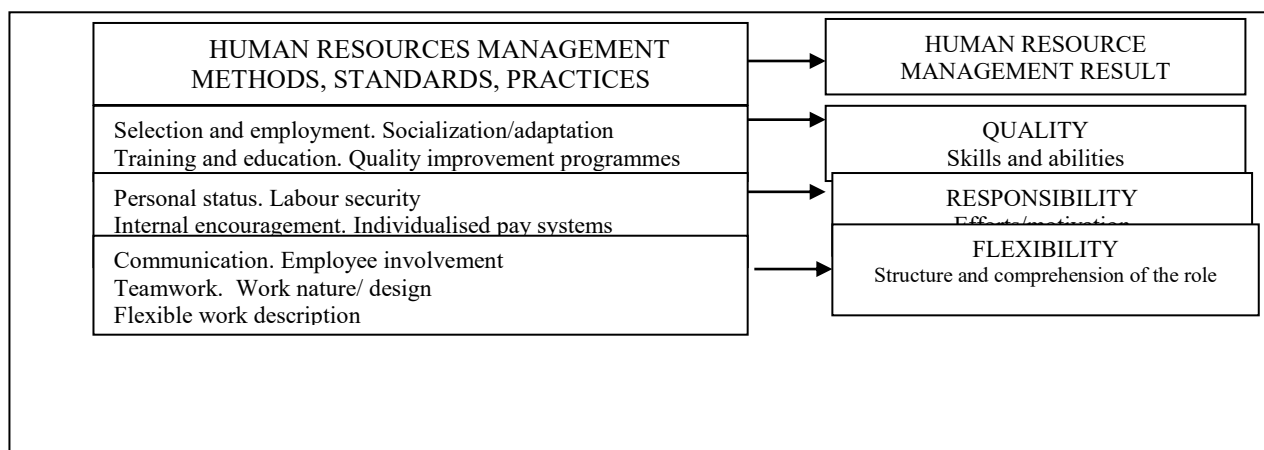 HUMAN RESOURCES MANAGEMENT
METHODS, STANDARDS, PRACTICES
HUMAN RESOURCE
MANAGEMENT RESULT
Selection and employment. Socialization/adaptation
Training and education. Quality improvement programmes
QUALITY
Skills and abilities
Personal status. Labour security
Internal encouragement. Individualised pay systems
RESPONSIBILITY
Efforts/motivation
Communication. Employee involvement
Teamwork. Work nature/ design
Flexible work description
FLEXIBILITY
Structure and comprehension of the role